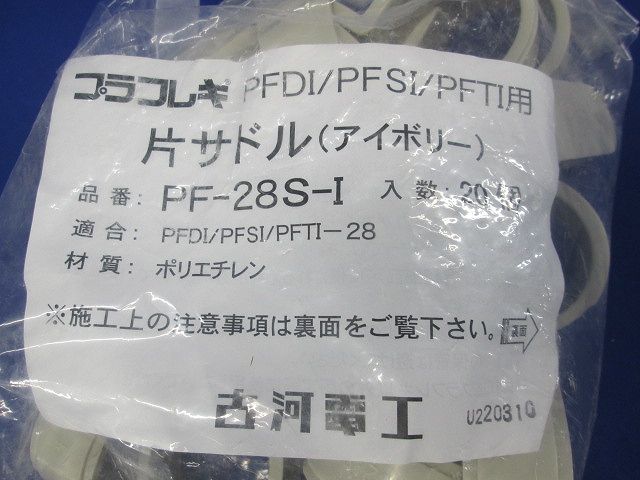 プラフレキ PFDI/PFSI/PFTI用
片サドル(アイボリー)
品番: PF-28S-I 入数: 20個
適合: PFDI/PFSI/PFTI-28
材質: ポリエチレン
※施工上の注意事項は裏面をご覧下さい。 裏面
古河電工
U220310